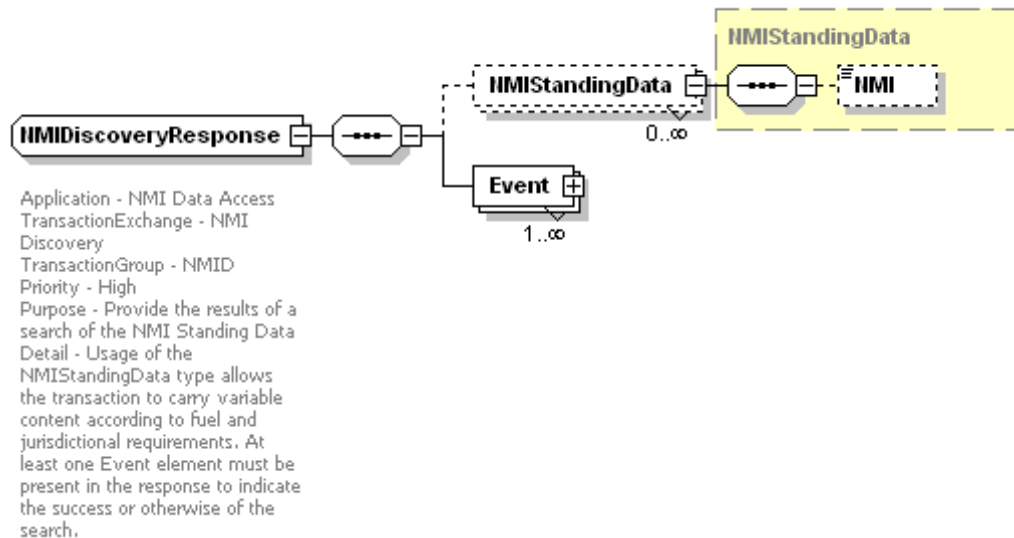 NMIStandingData
NMIStandingData
NMI
0..∞
NMIDiscoveryResponse
Event
1..∞
Application - NMI Data Access
TransactionExchange - NMI
Discovery
TransactionGroup - NMID
Priority - High
Purpose - Provide the results of a
search of the NMI Standing Data
Detail - Usage of the
NMIStandingData type allows
the transaction to carry variable
content according to fuel and
jurisdictional requirements. At
least one Event element must be
present in the response to indicate
the success or otherwise of the
search.